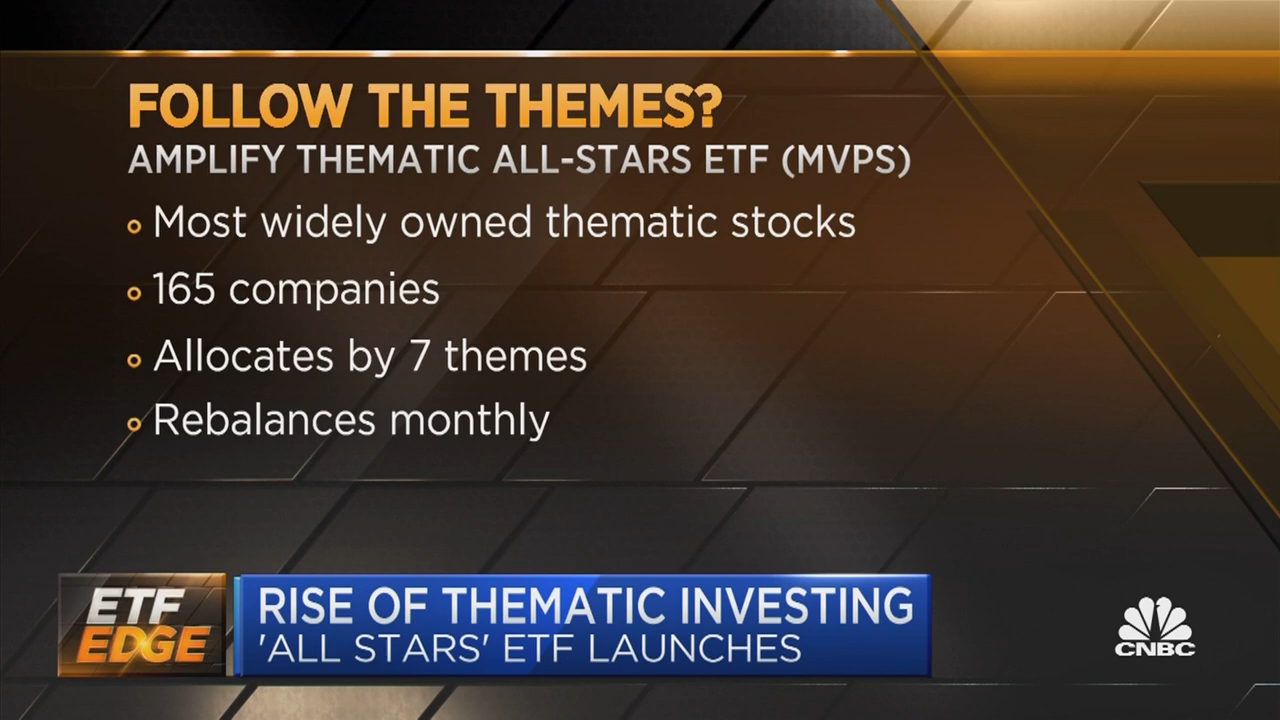 FOLLOW THE THEMES?
AMPLIFY THEMATIC ALL-STARS ETF (MVPS)
Most widely owned thematic stocks
165 companies
Allocates by 7 themes
Rebalances monthly
ETF
EDGE
RISE OF THEMATIC INVESTING
'ALL STARS' ETF LAUNCHES
CNBC